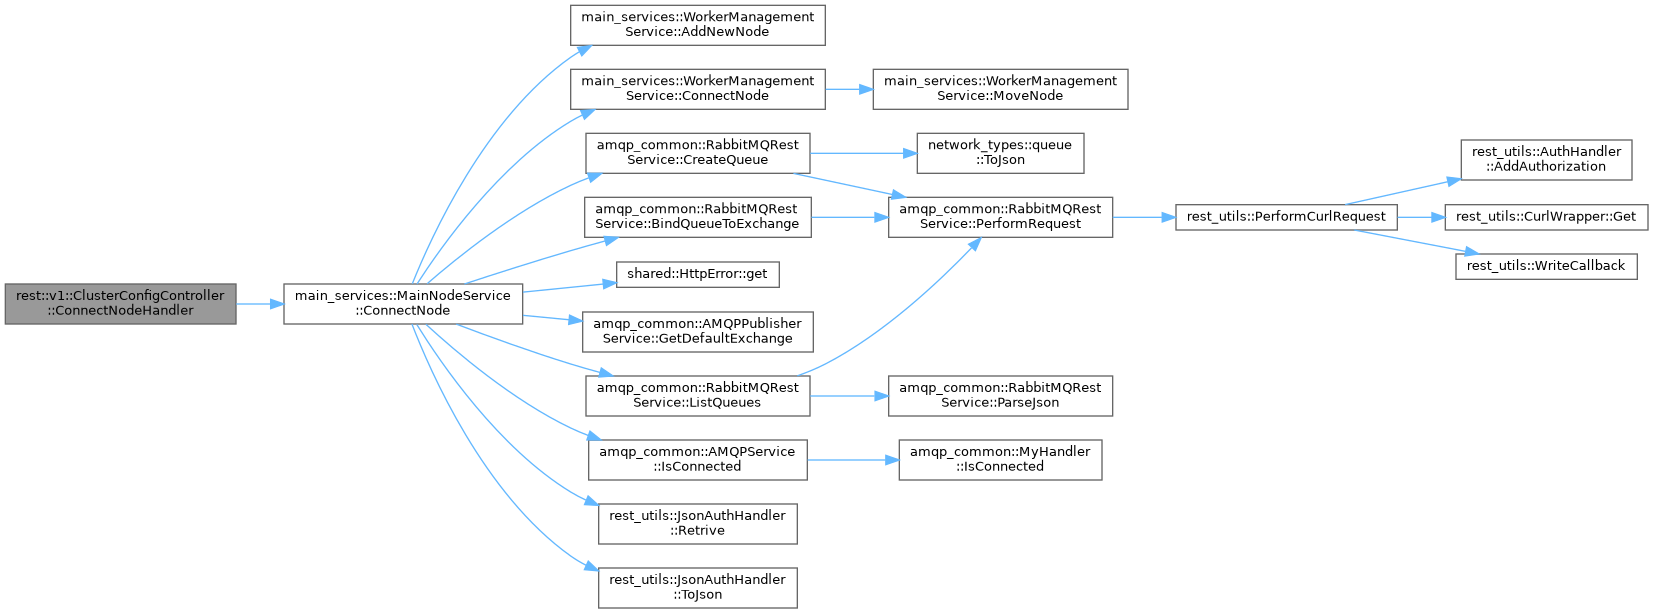 main_services::WorkerManagement
Service::AddNewNode
main_services::WorkerManagement
Service::ConnectNode
main_services::WorkerManagement
Service::MoveNode
amqp_common::RabbitMQRest
Service::CreateQueue
network_types::queue
::ToJson
rest_utils::AuthHandler
::AddAuthorization
amqp_common::RabbitMQRest
Service::BindQueueToExchange
amqp_common::RabbitMQRest
Service::PerformRequest
rest_utils::PerformCurlRequest
rest_utils::CurlWrapper::Get
rest_utils::WriteCallback
shared::HttpError::get
rest::v1::ClusterConfigController
::ConnectNodeHandler
main_services::MainNodeService
::ConnectNode
amqp_common::AMQPPublisher
Service::GetDefaultExchange
amqp_common::RabbitMQRest
Service::ListQueues
amqp_common::RabbitMQRest
Service::ParseJson
amqp_common::AMQPService
::IsConnected
amqp_common::MyHandler
::IsConnected
rest_utils::JsonAuthHandler
::Retrive
rest_utils::JsonAuthHandler
::ToJson